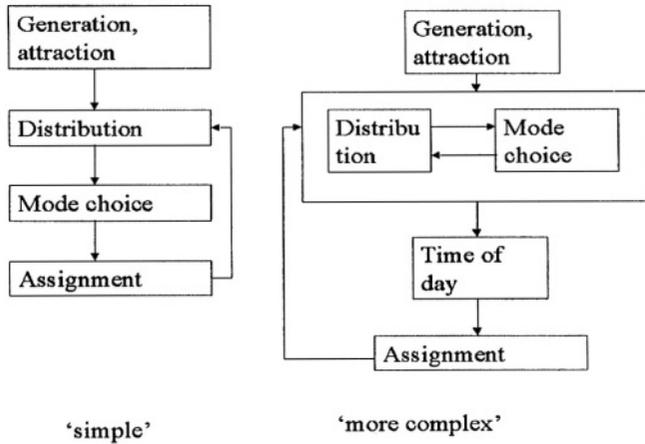 Generation,
attraction
Distribution
Mode choice
Assignment
'simple'
Generation,
attraction
Distribu
tion
Mode
choice
Time of
day
Assignment
'more complex'